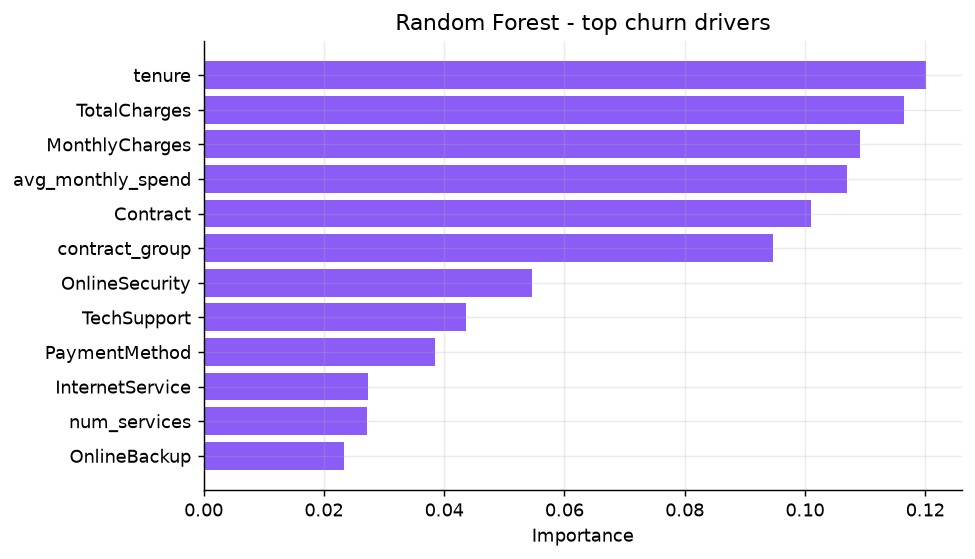 Random Forest - top churn drivers
tenure
TotalCharges
MonthlyCharges
avg_monthly_spend
Contract
contract_group
OnlineSecurity
TechSupport
PaymentMethod
InternetService
num_services
OnlineBackup
0.00 0.02 0.04 0.06 0.08 0.10 0.12
Importance